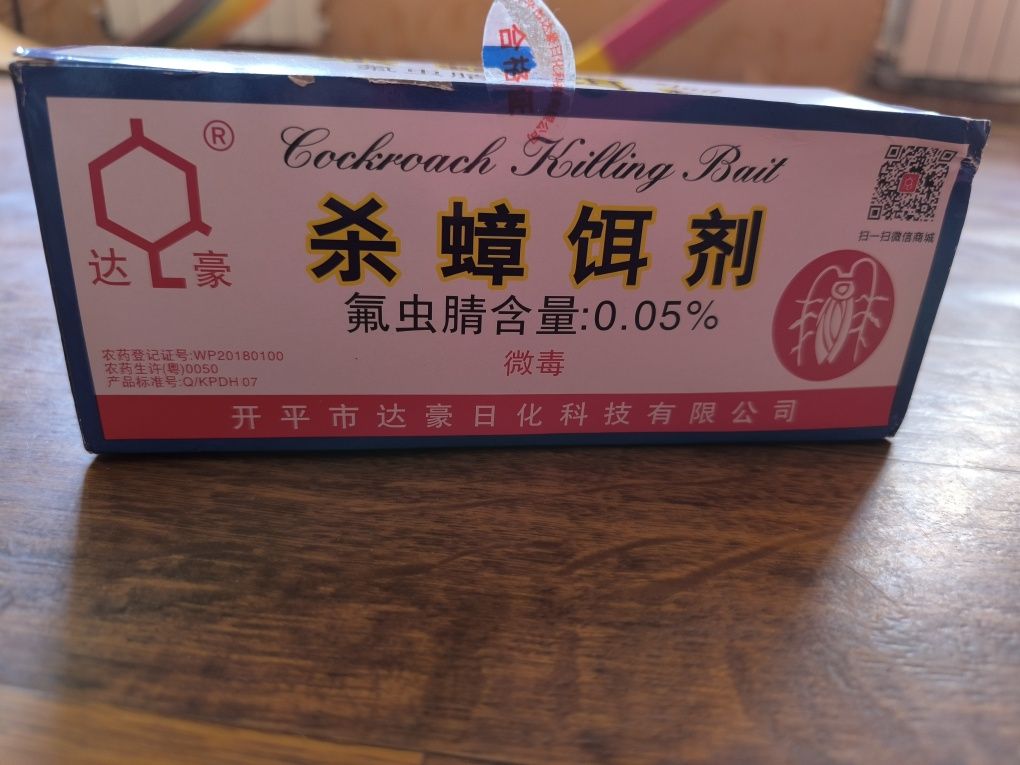 合格证
Cockroach Killing Bait
®
达豪
杀蟑饵剂
扫一扫微信商城
氟虫腈含量:0.05%
微毒
农药登记证号:WP20180100
农药生许(粤)0050
产品标准号:Q/KPDH 07
开平市达豪日化科技有限公司